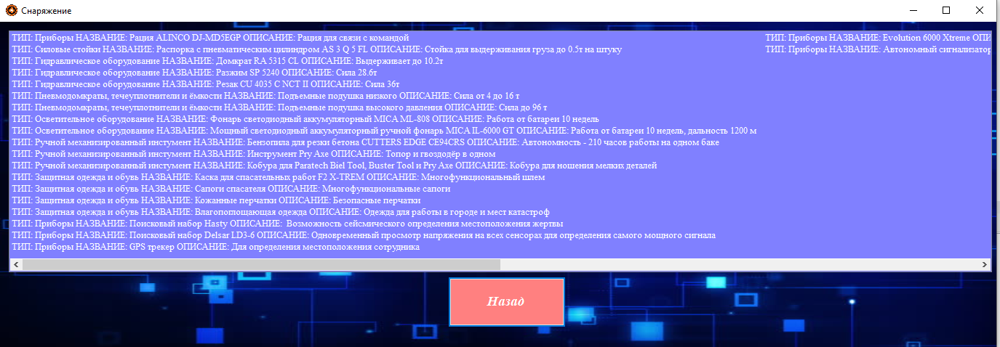 Снаряжение
ТИП: Приборы НАЗВАНИЕ: Рация ALINCO DJ-MD5EGP ОПИСАНИЕ: Рация для связи с командой
ТИП: Силовые стойки НАЗВАНИЕ: Распорка с пневматическим цилиндром AS 3 Q 5 FL ОПИСАНИЕ: Стойка для выдерживания груза до 0.5т на штуку
ТИП: Гидравлическое оборудование НАЗВАНИЕ: Домкрат RA 5315 CL ОПИСАНИЕ: Выдерживает до 10.2т
ТИП: Гидравлическое оборудование НАЗВАНИЕ: Разжим SP 5240 ОПИСАНИЕ: Сила 28.6т
ТИП: Гидравлическое оборудование НАЗВАНИЕ: Резак CU 4035 C NCT II ОПИСАНИЕ: Сила 36т
ТИП: Пневмодомкраты, течеуплотнители и ёмкости НАЗВАНИЕ: Подъемные подушка низкого ОПИСАНИЕ: Сила от 4 до 16 т
ТИП: Пневмодомкраты, течеуплотнители и ёмкости НАЗВАНИЕ: Подъемные подушка высокого давления ОПИСАНИЕ: Сила до 96 т
ТИП: Осветительное оборудование НАЗВАНИЕ: Фонарь светодиодный аккумуляторный MICA ML-808 ОПИСАНИЕ: Работа от батареи 10 недель
ТИП: Осветительное оборудование НАЗВАНИЕ: Мощный светодиодный аккумуляторный ручной фонарь MICA IL-6000 GT ОПИСАНИЕ: Работа от батареи 10 недель, дальность 1200 м
ТИП: Ручной механизированный инстумент НАЗВАНИЕ: Бензопила для резки бетона CUTTERS EDGE CE94CRS ОПИСАНИЕ: Автономность - 210 часов работы на одном баке
ТИП: Ручной механизированный инстумент НАЗВАНИЕ: Инструмент Pry Axe ОПИСАНИЕ: Топор и гвоздодёр в одном
ТИП: Ручной механизированный инстумент НАЗВАНИЕ: Кобура для Paratech Biel Tool, Buster Tool и Pry Axe ОПИСАНИЕ: Кобура для ношения мелких деталей
ТИП: Защитная одежда и обувь НАЗВАНИЕ: Каска для спасательных работ F2 X-TREM ОПИСАНИЕ: Многофункциональный шлем
ТИП: Защитная одежда и обувь НАЗВАНИЕ: Сапоги спасателя ОПИСАНИЕ: Многофункциональные сапоги
ТИП: Защитная одежда и обувь НАЗВАНИЕ: Кожанные перчатки ОПИСАНИЕ: Безопасные перчатки
ТИП: Защитная одежда и обувь НАЗВАНИЕ: Влагопоглощающая одежда ОПИСАНИЕ: Одежда для работы в городе и мест катастроф
ТИП: Приборы НАЗВАНИЕ: Поисковый набор Hasty ОПИСАНИЕ: Возможность сейсмического определения местоположения жертвы
ТИП: Приборы НАЗВАНИЕ: Поисковый набор Delsar LD3-6 ОПИСАНИЕ: Одновременный просмотр напряжения на всех сенсорах для определения самого мощного сигнала
ТИП: Приборы НАЗВАНИЕ: GPS трекер ОПИСАНИЕ: Для определения местоположения сотрудника
ТИП: Приборы НАЗВАНИЕ: Evolution 6000 Xtreme ОПИ
ТИП: Приборы НАЗВАНИЕ: Автономный сигнализатор
Назад